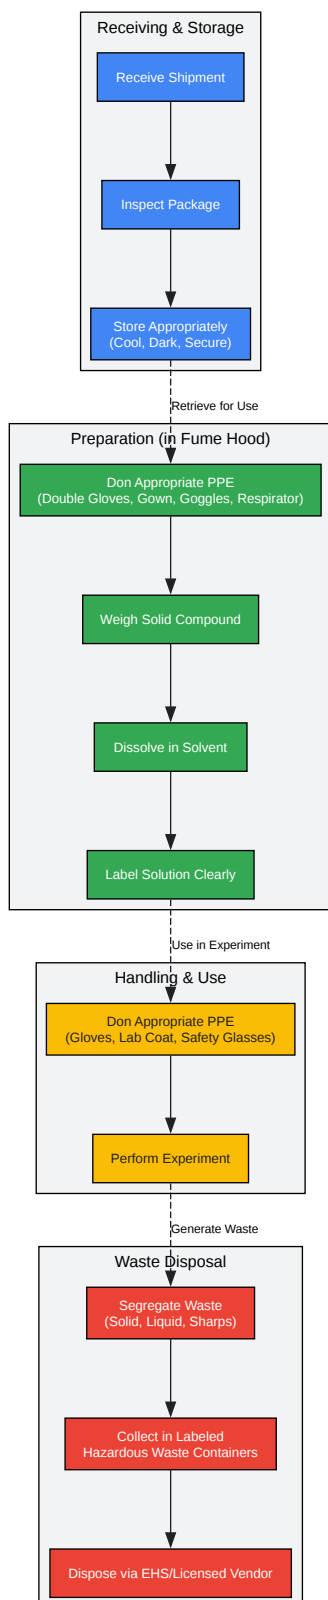 Receiving & Storage
Receive Shipment
Inspect Package
Store Appropriately
(Cool, Dark, Secure)
Retrieve for Use
Preparation (in Fume Hood)
Don Appropriate PPE
(Double Gloves, Gown, Goggles, Respirator)
Weigh Solid Compound
Dissolve in Solvent
Label Solution Clearly
Use in Experiment
Handling & Use
Don Appropriate PPE
(Gloves, Lab Coat, Safety Glasses)
Perform Experiment
Generate Waste
Waste Disposal
Segregate Waste
(Solid, Liquid, Sharps)
Collect in Labeled
Hazardous Waste Containers
Dispose via EHS/Licensed Vendor